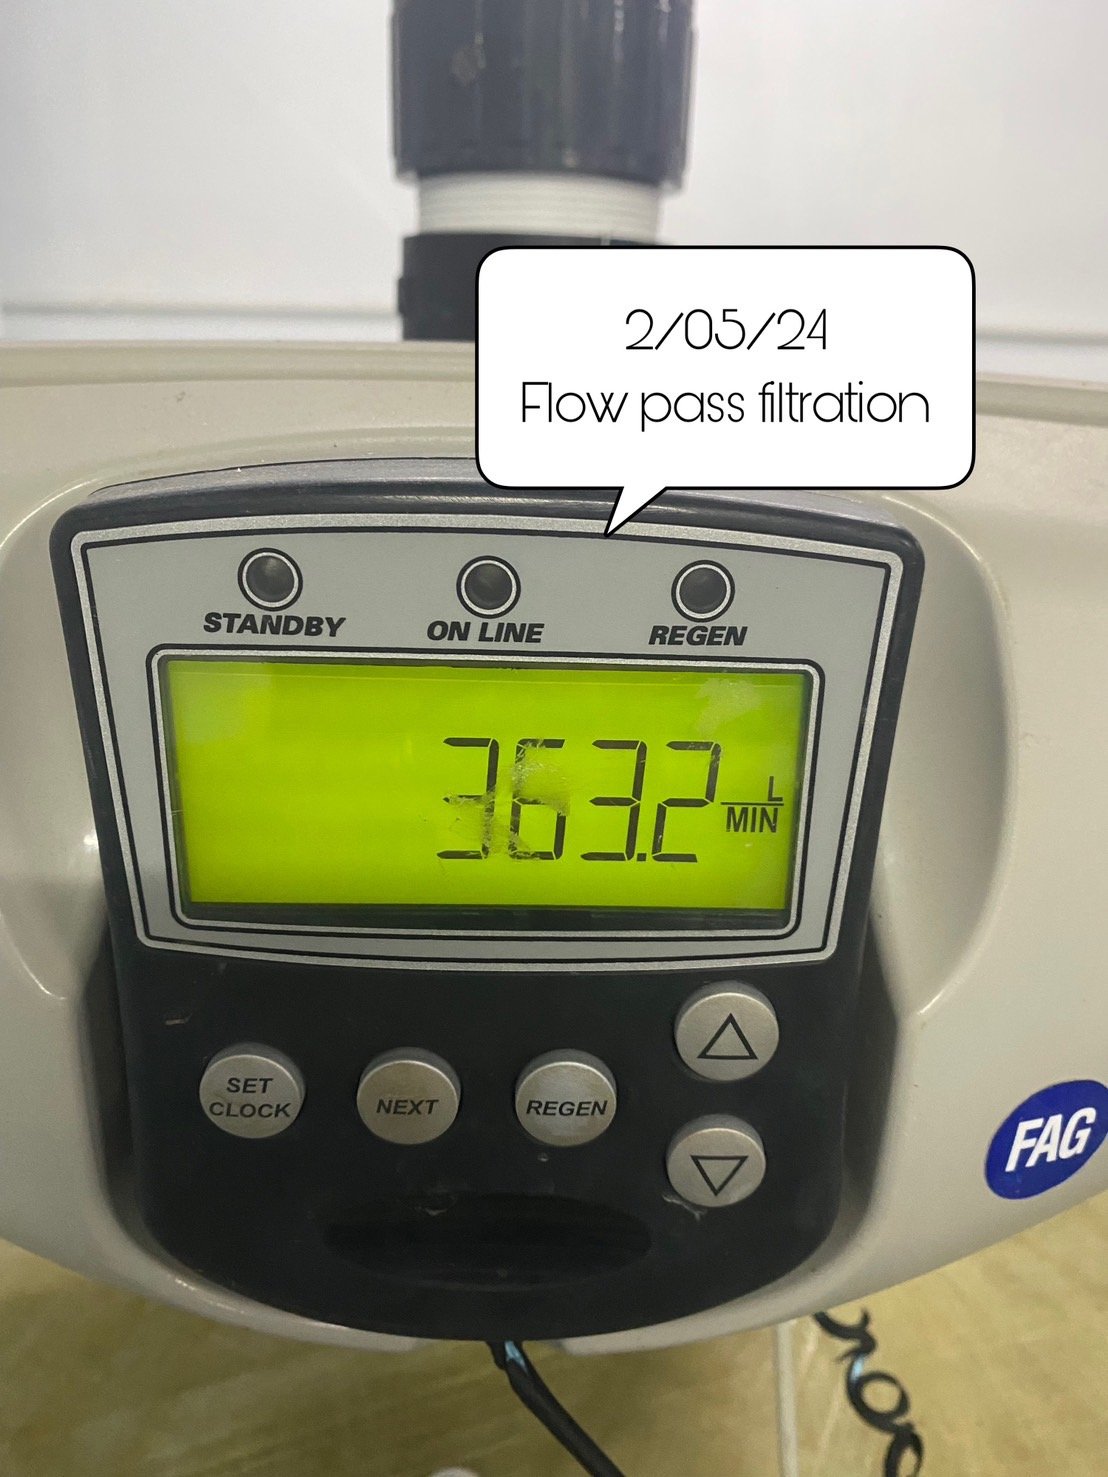 2/05/24
Flow pass filtration
STANDBY
ON LINE
REGEN
363.2 L
MIN
SET
CLOCK
NEXT
REGEN
FAG